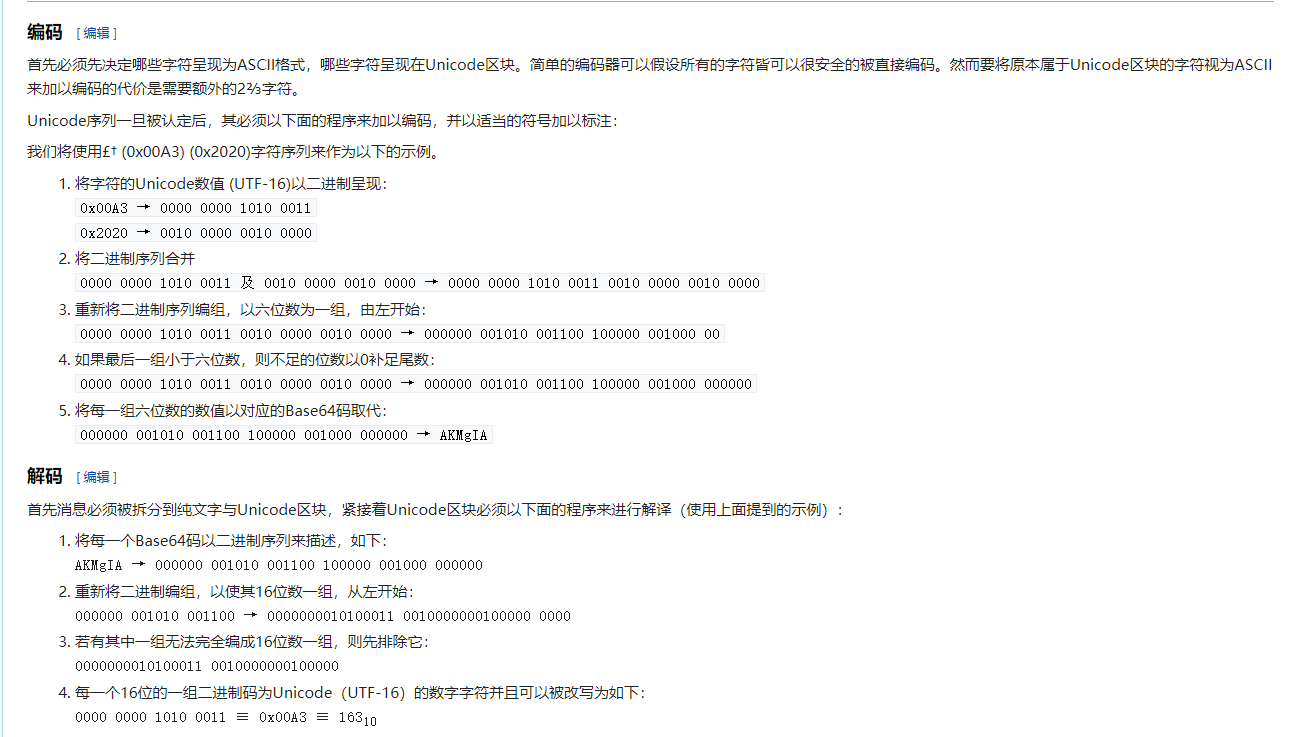 编码 [编辑]
首先必须先决定哪些字符呈现为ASCII格式，哪些字符呈现在Unicode区块。简单的编码器可以假设所有的字符皆可以很安全的被直接编码。然而要将原本属于Unicode区块的字符视为ASCII
来加以编码的代价是需要额外的2⅔字符。
Unicode序列一旦被认定后，其必须以下面的程序来加以编码，并以适当的符号加以标注：
我们将使用£† (0x00A3) (0x2020)字符序列来作为以下的示例。
1. 将字符的Unicode数值 (UTF-16)以二进制呈现：
0x00A3 → 0000 0000 1010 0011
0x2020 → 0010 0000 0010 0000
2. 将二进制序列合并
0000 0000 1010 0011 及 0010 0000 0010 0000 → 0000 0000 1010 0011 0010 0000 0010 0000
3. 重新将二进制序列编组，以六位数为一组，由左开始：
0000 0000 1010 0011 0010 0000 0010 0000 → 000000 001010 001100 100000 001000 00
4. 如果最后一组小于六位数，则不足的位数以0补足尾数：
0000 0000 1010 0011 0010 0000 0010 0000 → 000000 001010 001100 100000 001000 000000
5. 将每一组六位数的数值以对应的Base64码取代：
000000 001010 001100 100000 001000 000000 → AKMgIA
解码 [编辑]
首先消息必须被拆分到纯文字与Unicode区块，紧接着Unicode区块必须以下面的程序来进行解译（使用上面提到的示例）：
1. 将每一个Base64码以二进制序列来描述，如下：
AKMgIA → 000000 001010 001100 100000 001000 000000
2. 重新将二进制编组，以使其16位数一组，从左开始：
000000 001010 001100 → 0000000010100011 0010000000100000 0000
3. 若有其中一组无法完全编成16位数一组，则先排除它：
0000000010100011 0010000000100000
4. 每一个16位的一组二进制码为Unicode（UTF-16）的数字字符并且可以被改写为如下：
0000 0000 1010 0011 ≡ 0x00A3 ≡ 163₁₀